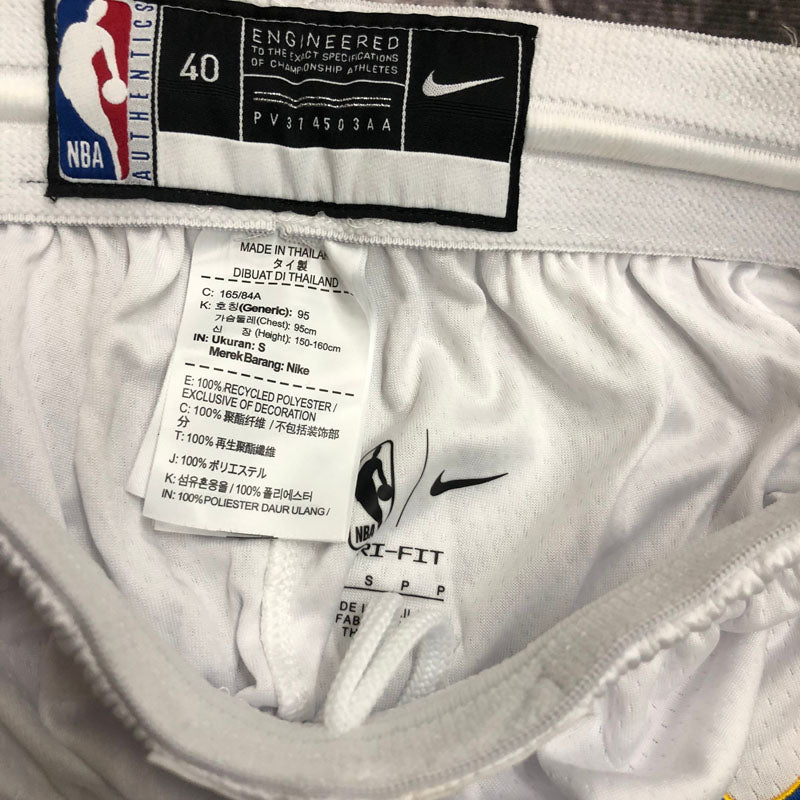 NBA
AUTHENTICS
40
ENGINEERED
TO THE EXACT SPECIFICATIONS
OF CHAMPIONSHIP ATHLETES
PV314503AA
MADE IN THAILAND
タイ製
DIBUAT DI THAILAND
C: 165/84A
K: 호칭(Generic): 95
가슴둘레(Chest): 95cm
신 장 (Height): 150-160cm
IN: Ukuran: S
MerekBarang: Nike
E: 100% RECYCLED POLYESTER /
EXCLUSIVE OF DECORATION
C: 100% 聚酯纤维 / 不包括装饰部
分
T: 100% 再生聚酯纖維
J: 100% ポリエステル
K: 섬유혼용율 / 100% 폴리에스터
IN: 100%POLIESTER DAUR ULANG /
NBA
RI-FIT
S P P
DE I
FAB
TH